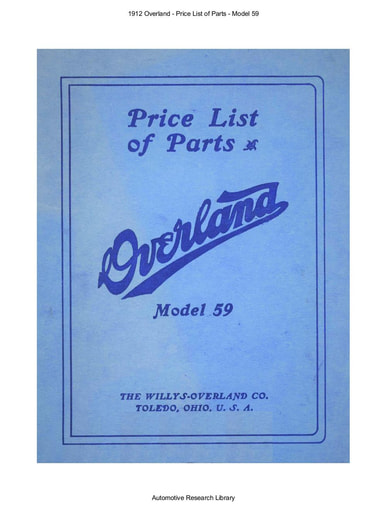 1912 Overland - Price List of Parts - Model 59
Price List
of Parts
Overland
Model 59
THE WILLYS-OVERLAND CO.
TOLEDO, OHIO, U. S. A.
Automotive Research Library